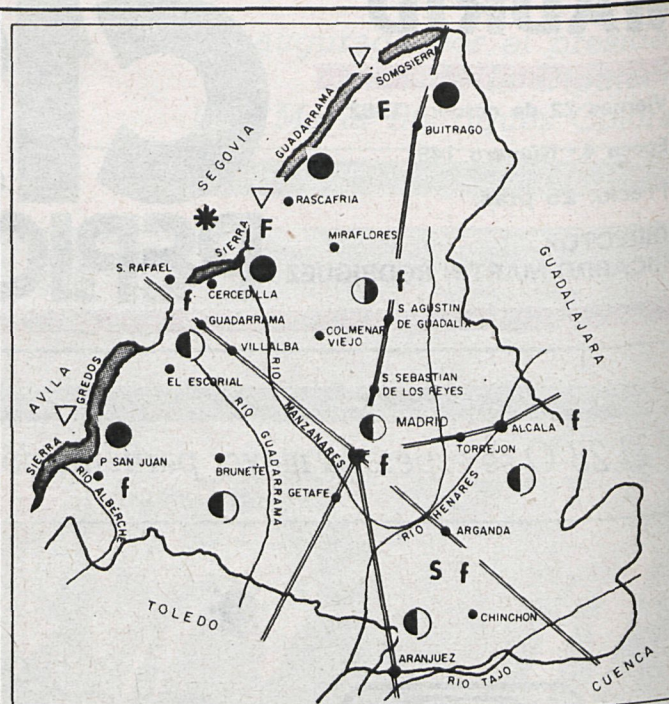 SOMOSIERRA
GUADARRAMA
F
BUITRAGO
SEGOVIA
RASCAFRIA
F
SIERRA
MIRAFLORES
GUADALAJARA
S. RAFAEL
CERCEDILLA
f
f
GUADARRAMA
S. AGUSTIN
DE GUADALIX
COLMENAR
VIEJO
VILLALBA
EL ESCORIAL
RIO MANZANARES
S. SEBASTIAN
DE LOS REYES
AVILA
SIERRA GREDOS
RIO GUADARRAMA
MADRID
ALCALA
f
TORREJON
f
P. SAN JUAN
f
BRUNETE
GETAFE
RIO HENARES
RIO ALBERCHE
ARGANDA
S f
TOLEDO
CHINCHON
ARANJUEZ
RIO TAJO
CUENCA